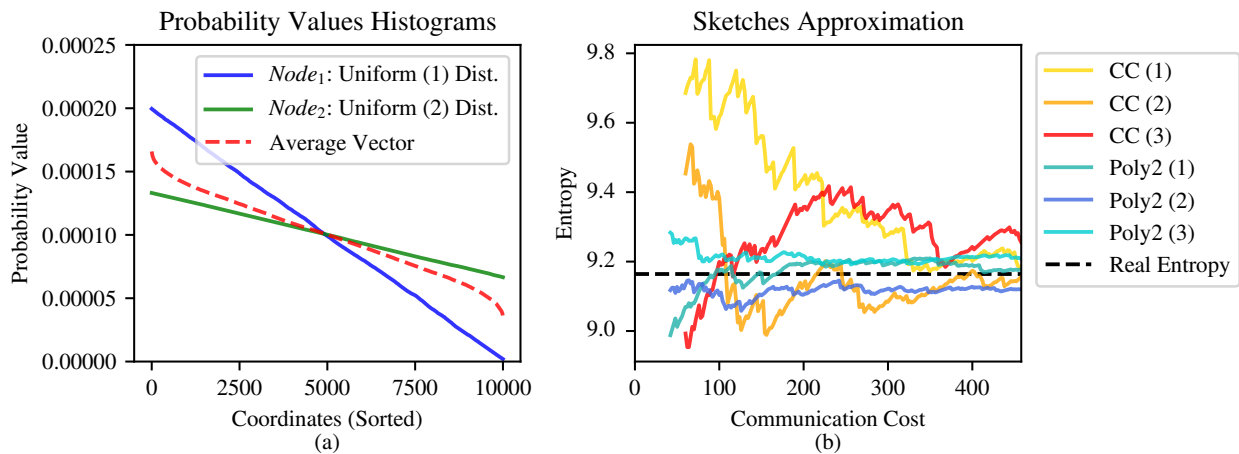 Probability Values Histograms
Probability Value
0.00025
0.00020
0.00015
0.00010
0.00005
0.00000
Node1: Uniform (1) Dist.
Node2: Uniform (2) Dist.
Average Vector
0 2500 5000 7500 10000
Coordinates (Sorted)
(a)
Sketches Approximation
Entropy
9.8
9.6
9.4
9.2
9.0
0 100 200 300 400
Communication Cost
(b)
CC (1)
CC (2)
CC (3)
Poly2 (1)
Poly2 (2)
Poly2 (3)
Real Entropy